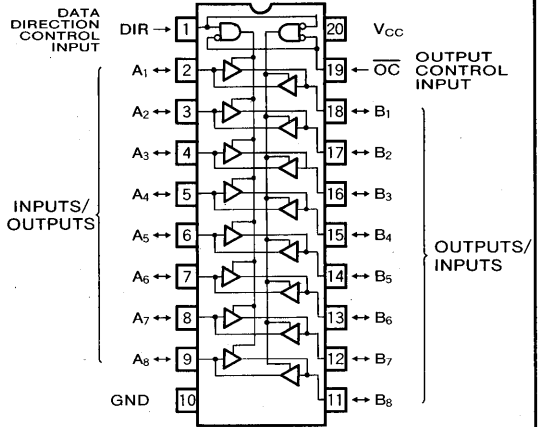 DATA
DIRECTION
CONTROL
INPUT
DIR → 1
20 VCC
A1 ↔ 2
19 ← OC OUTPUT CONTROL INPUT
A2 ↔ 3
18 ↔ B1
A3 ↔ 4
17 ↔ B2
A4 ↔ 5
16 ↔ B3
INPUTS/
OUTPUTS
A5 ↔ 6
15 ↔ B4
A6 ↔ 7
14 ↔ B5
OUTPUTS/
INPUTS
A7 ↔ 8
13 ↔ B6
A8 ↔ 9
12 ↔ B7
GND 10
11 ↔ B8